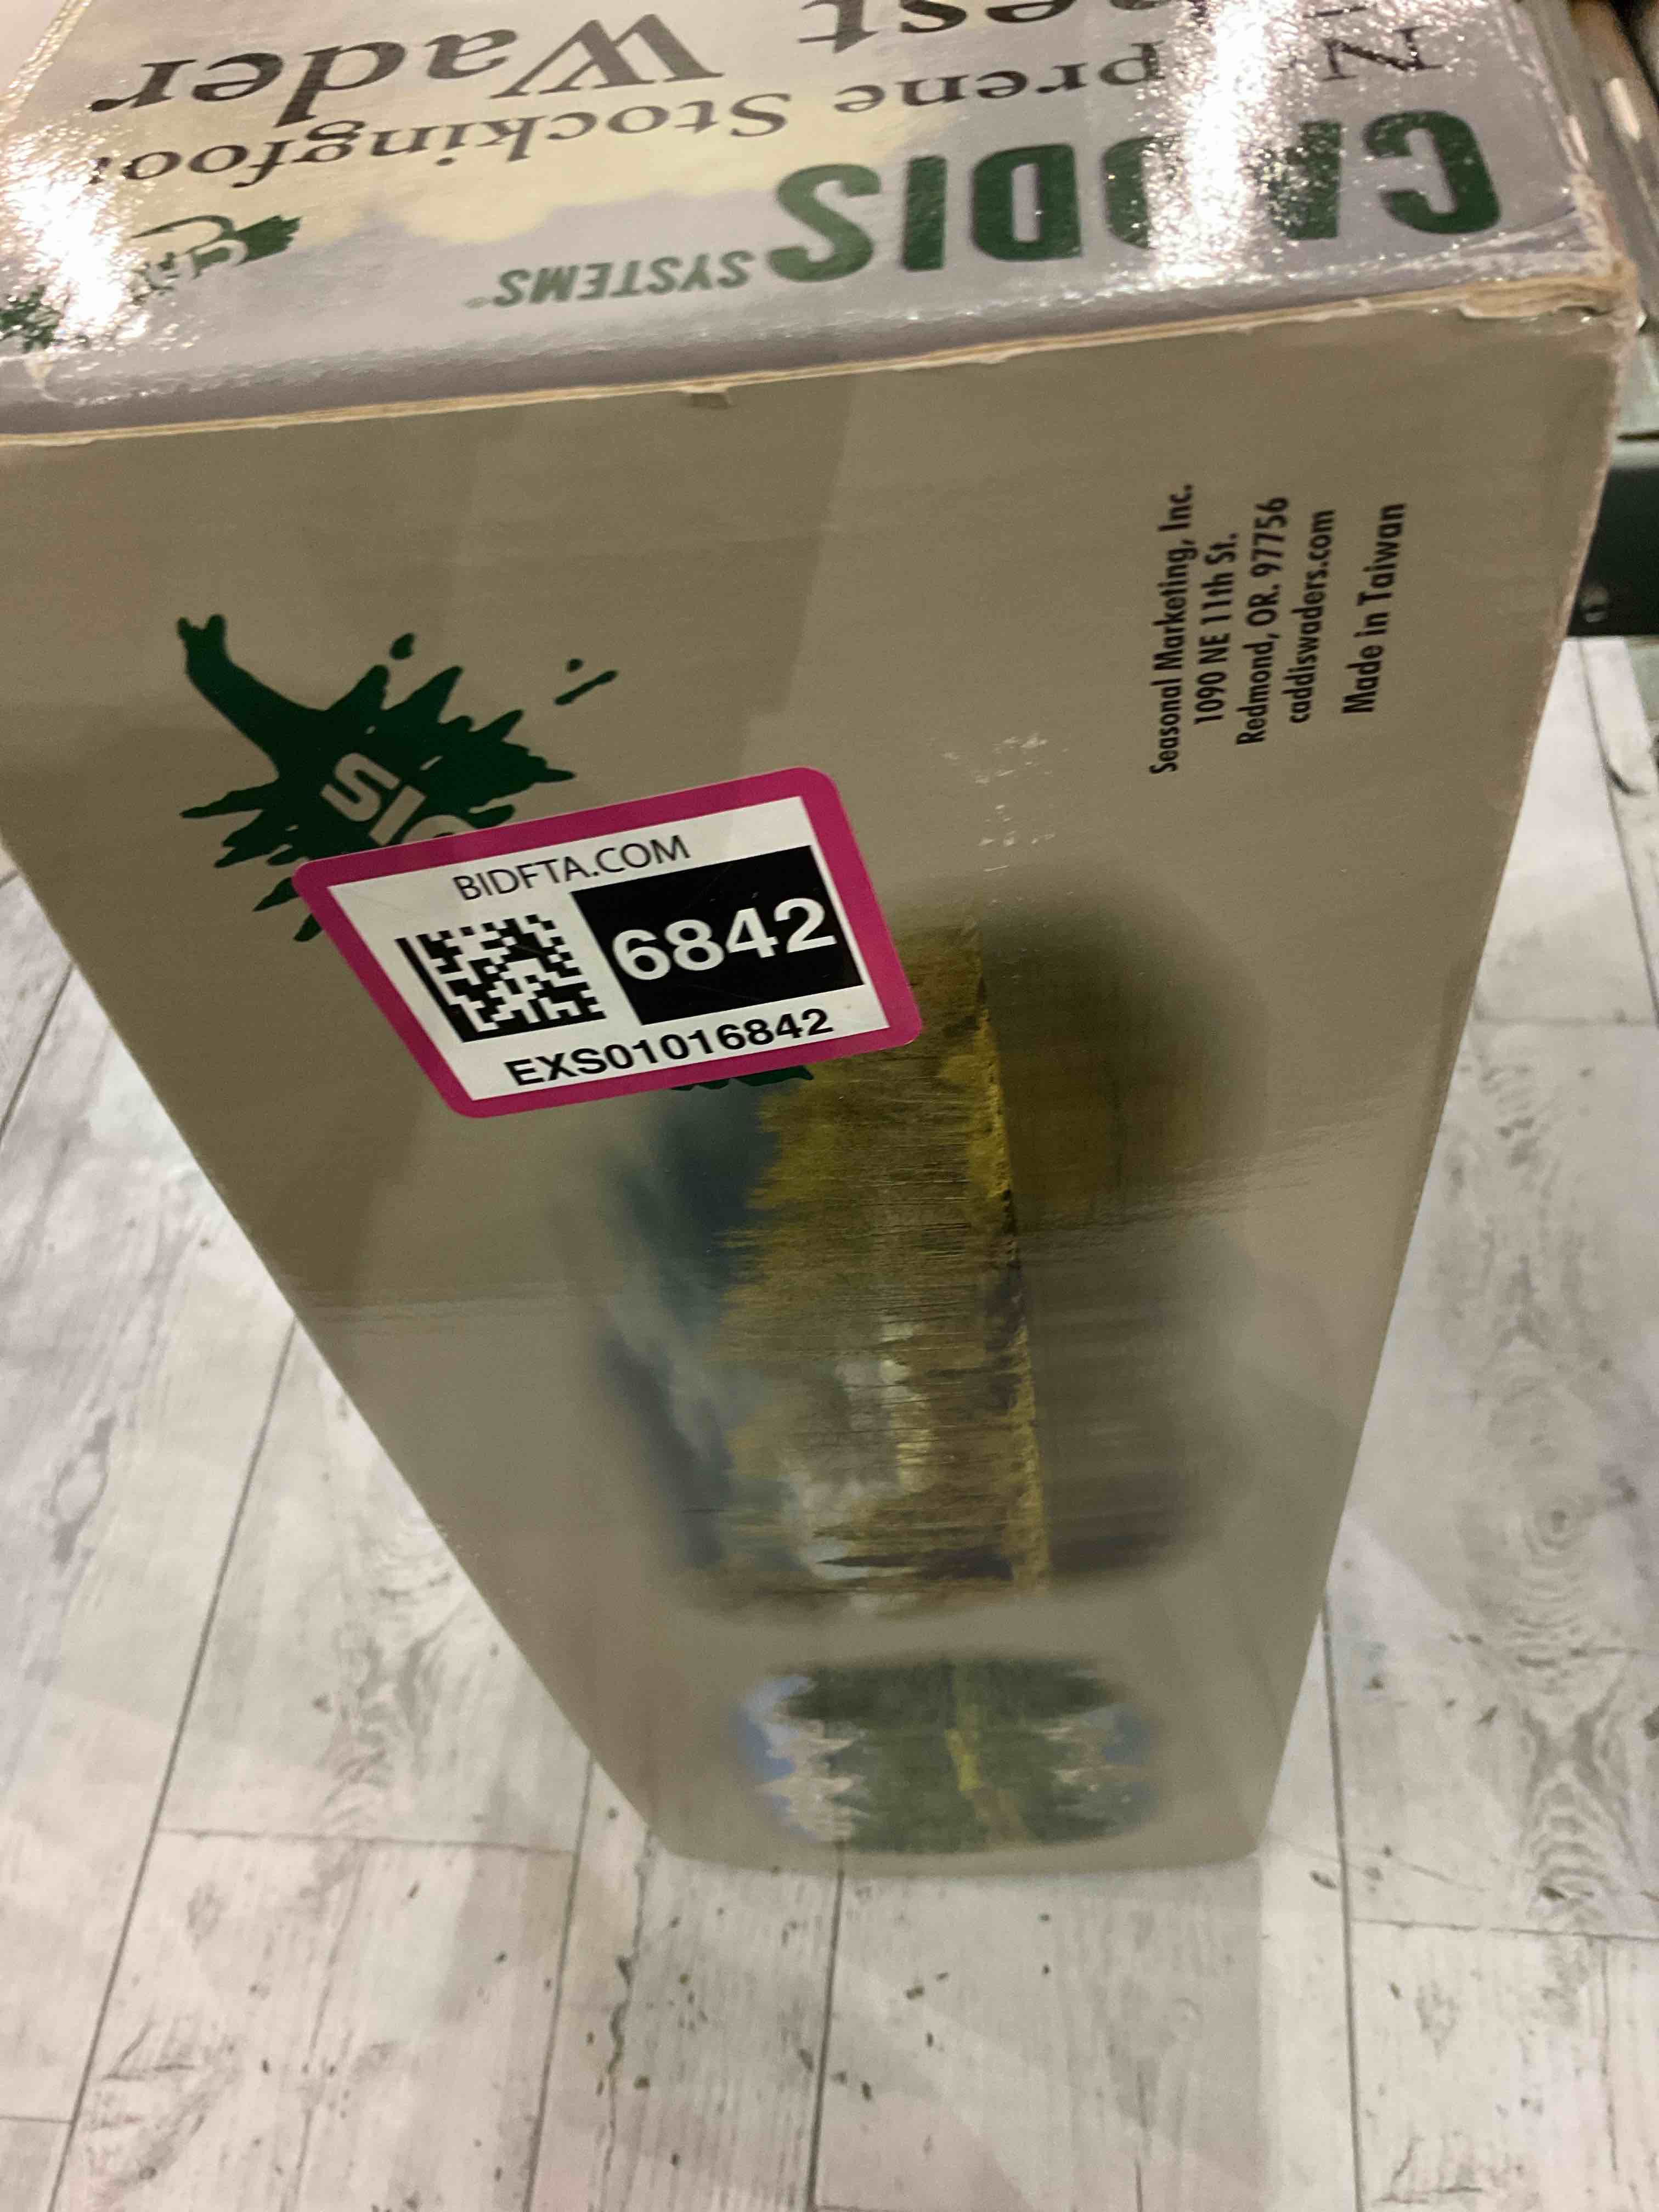 CADDIS SYSTEMS
Stockingfoot
Wader
SIC
BIDFTA.COM
6842
EXS01016842
Seasonal Marketing, Inc.
1090 NE 11th St.
Redmond, OR. 97756
caddiswaders.com
Made in Taiwan